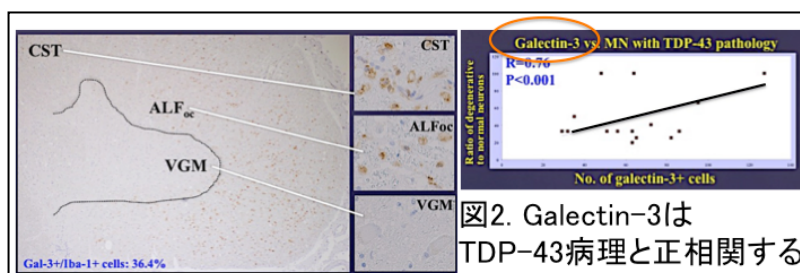 CST
ALFoc
VGM
Gal-3+/Iba-1+ cells: 36.4%
CST
ALFoc
VGM
Galectin-3 vs. MN with TDP-43 pathology
R=0.76
P<0.001
Ratio of degenerative
to normal neurons
No. of galectin-3+ cells
図2. Galectin-3は
TDP-43病理と正相関する